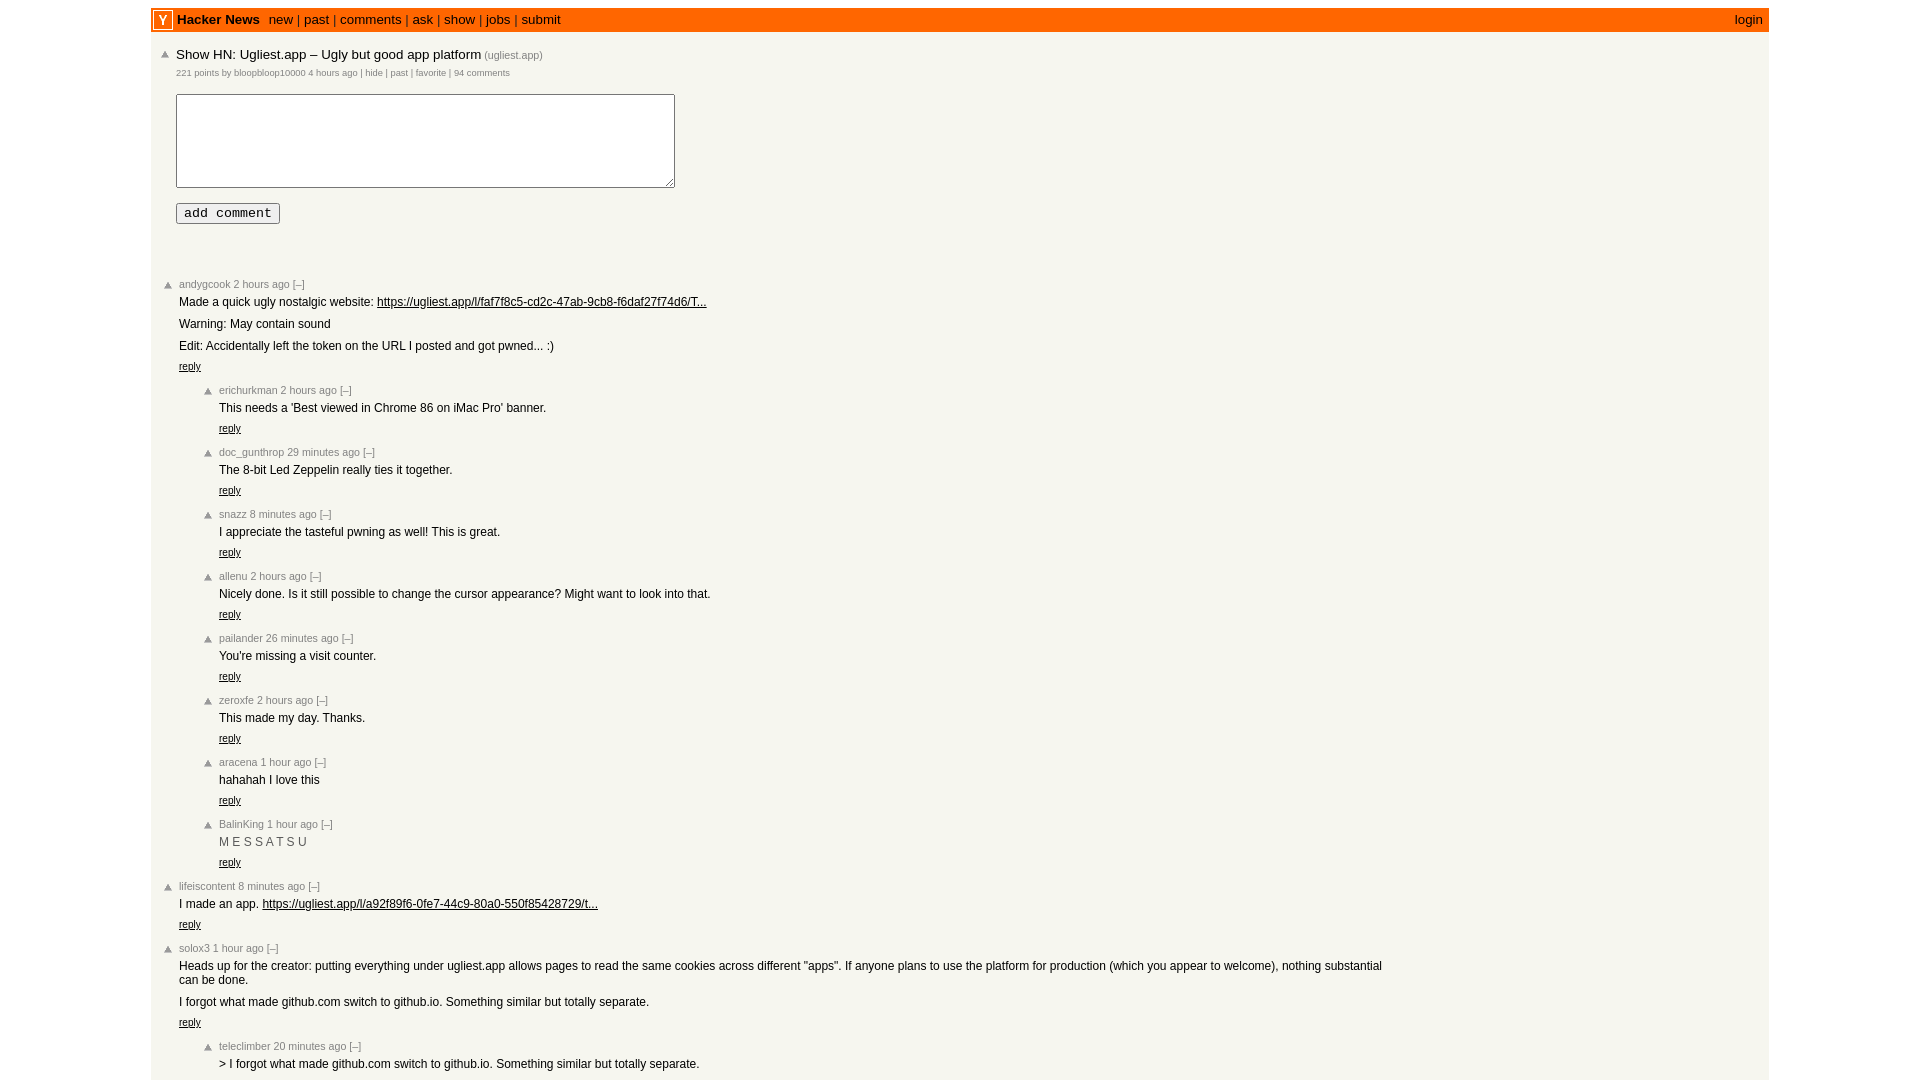 Y Hacker News new | past | comments | ask | show | jobs | submit login
Show HN: Ugliest.app – Ugly but good app platform (ugliest.app)
221 points by bloopbloop10000 4 hours ago | hide | past | favorite | 94 comments
add comment
andygcook 2 hours ago [–]
Made a quick ugly nostalgic website: https://ugliest.app/l/faf7f8c5-cd2c-47ab-9cb8-f6daf27f74d6/T...
Warning: May contain sound
Edit: Accidentally left the token on the URL I posted and got pwned... :)
reply
erichurkman 2 hours ago [–]
This needs a 'Best viewed in Chrome 86 on iMac Pro' banner.
reply
doc_gunthrop 29 minutes ago [–]
The 8-bit Led Zeppelin really ties it together.
reply
snazz 8 minutes ago [–]
I appreciate the tasteful pwning as well! This is great.
reply
allenu 2 hours ago [–]
Nicely done. Is it still possible to change the cursor appearance? Might want to look into that.
reply
pailander 26 minutes ago [–]
You're missing a visit counter.
reply
zeroxfe 2 hours ago [–]
This made my day. Thanks.
reply
aracena 1 hour ago [–]
hahahah I love this
reply
BalinKing 1 hour ago [–]
M E S S A T S U
reply
lifeiscontent 8 minutes ago [–]
I made an app. https://ugliest.app/l/a92f89f6-0fe7-44c9-80a0-550f85428729/t...
reply
solox3 1 hour ago [–]
Heads up for the creator: putting everything under ugliest.app allows pages to read the same cookies across different "apps". If anyone plans to use the platform for production (which you appear to welcome), nothing substantial
can be done.
I forgot what made github.com switch to github.io. Something similar but totally separate.
reply
teleclimber 20 minutes ago [–]
> I forgot what made github.com switch to github.io. Something similar but totally separate.